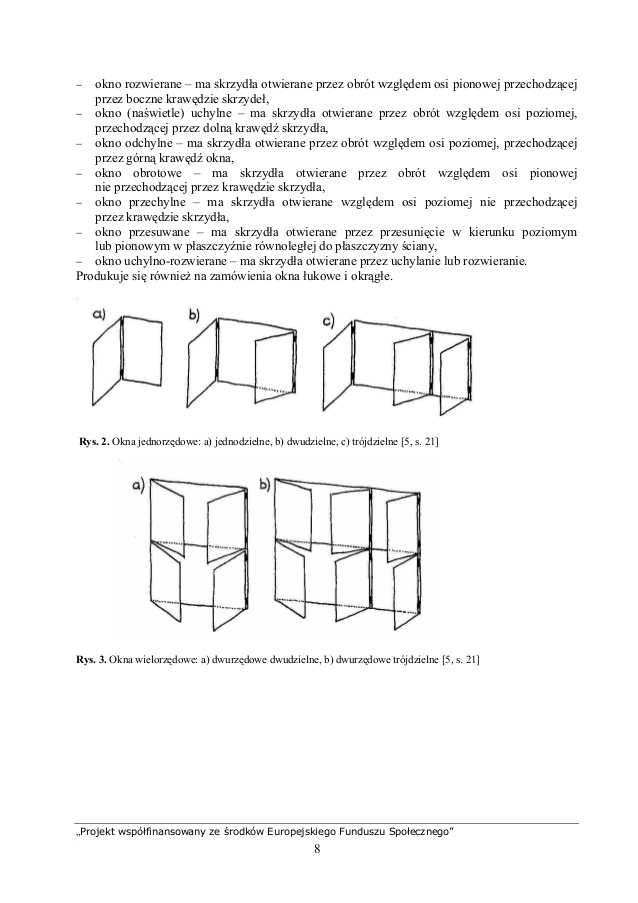 – okno rozwierane – ma skrzydła otwierane przez obrót względem osi pionowej przechodzącej
przez boczne krawędzie skrzydeł,
– okno (naświetle) uchylne – ma skrzydła otwierane przez obrót względem osi poziomej,
przechodzącej przez dolną krawędź skrzydła,
– okno odchylne – ma skrzydła otwierane przez obrót względem osi poziomej, przechodzącej
przez górną krawędź okna,
– okno obrotowe – ma skrzydła otwierane przez obrót względem osi pionowej
nie przechodzącej przez krawędzie skrzydła,
– okno przechylne – ma skrzydła otwierane względem osi poziomej nie przechodzącej
przez krawędzie skrzydła,
– okno przesuwane – ma skrzydła otwierane przez przesunięcie w kierunku poziomym
lub pionowym w płaszczyźnie równoległej do płaszczyzny ściany,
– okno uchylno-rozwierane – ma skrzydła otwierane przez uchylanie lub rozwieranie.
Produkuje się również na zamówienia okna łukowe i okrągłe.
a) b) c)
Rys. 2. Okna jednorzędowe: a) jednodzielne, b) dwudzielne, c) trójdzielne [5, s. 21]
a) b)
Rys. 3. Okna wielorzędowe: a) dwurzędowe dwudzielne, b) dwurzędowe trójdzielne [5, s. 21]
„Projekt współfinansowany ze środków Europejskiego Funduszu Społecznego”
8